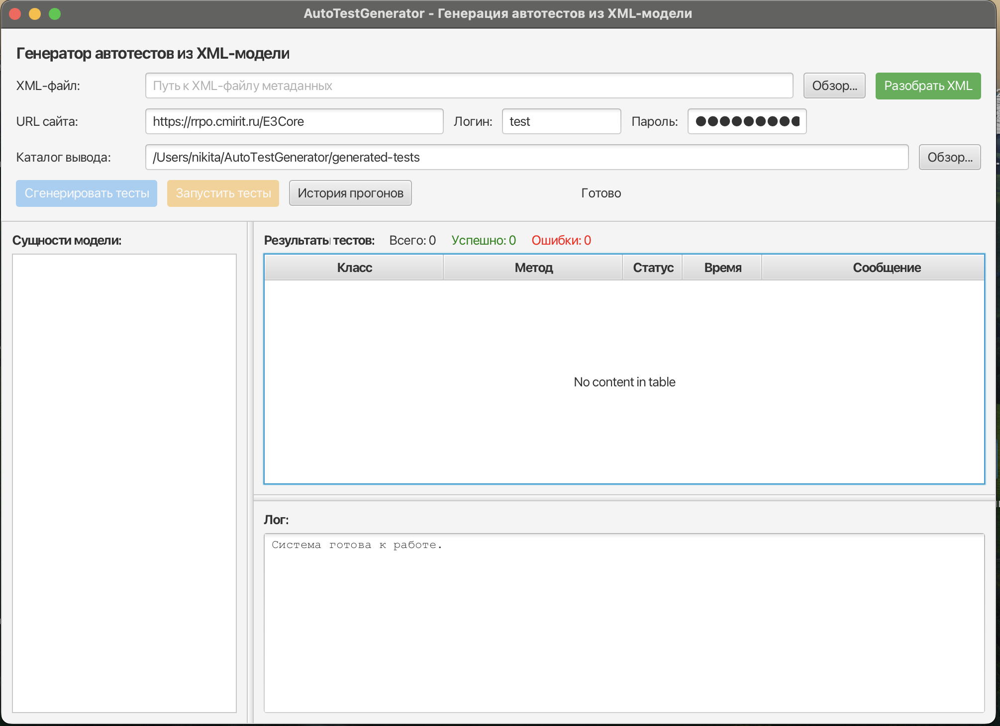 AutoTestGenerator - Генерация автотестов из XML-модели
Генератор автотестов из XML-модели
XML-файл: Путь к XML-файлу метаданных Обзор... Разобрать XML
URL сайта: https://rrpo.cmirit.ru/E3Core Логин: test Пароль: ●●●●●●●●●
Каталог вывода: /Users/nikita/AutoTestGenerator/generated-tests Обзор...
Сгенерировать тесты Запустить тесты История прогонов Готово
Сущности модели:
Результаты тестов: Всего: 0 Успешно: 0 Ошибки: 0
Класс Метод Статус Время Сообщение
No content in table
Лог:
Система готова к работе.